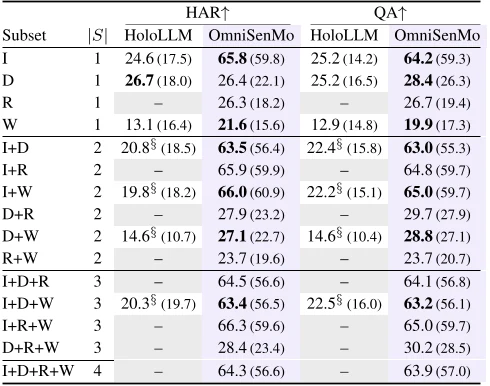 HAR↑ QA↑
Subset |S| HoloLLM OmniSenMo HoloLLM OmniSenMo
I 1 24.6 (17.5) 65.8 (59.8) 25.2 (14.2) 64.2 (59.3)
D 1 26.7 (18.0) 26.4 (22.1) 25.2 (16.5) 28.4 (26.3)
R 1 – 26.3 (18.2) – 26.7 (19.4)
W 1 13.1 (16.4) 21.6 (15.6) 12.9 (14.8) 19.9 (17.3)
I+D 2 20.8§ (18.5) 63.5 (56.4) 22.4§ (15.8) 63.0 (55.3)
I+R 2 – 65.9 (59.9) – 64.8 (59.7)
I+W 2 19.8§ (18.2) 66.0 (60.9) 22.2§ (15.1) 65.0 (59.7)
D+R 2 – 27.9 (23.2) – 29.7 (27.9)
D+W 2 14.6§ (10.7) 27.1 (22.7) 14.6§ (10.4) 28.8 (27.1)
R+W 2 – 23.7 (19.6) – 23.7 (20.7)
I+D+R 3 – 64.5 (56.6) – 64.1 (56.8)
I+D+W 3 20.3§ (19.7) 63.4 (56.5) 22.5§ (16.0) 63.2 (56.1)
I+R+W 3 – 66.3 (59.6) – 65.0 (59.7)
D+R+W 3 – 28.4 (23.4) – 30.2 (28.5)
I+D+R+W 4 – 64.3 (56.6) – 63.9 (57.0)